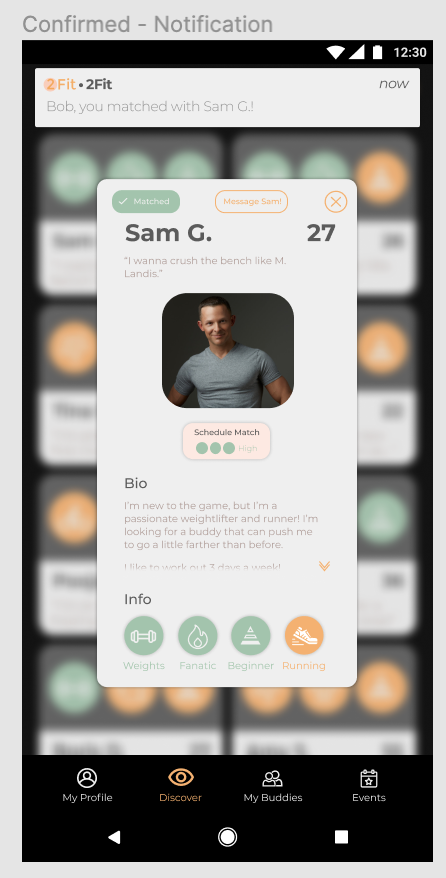 Confirmed - Notification
12:30
2Fit • 2Fit now
Bob, you matched with Sam G.!
Matched
Message Sam!
Sam G. 27
“I wanna crush the bench like M.
Landis.”
Schedule Match
High
Bio
I’m new to the game, but I’m a
passionate weightlifter and runner! I’m
looking for a buddy that can push me
to go a little farther than before.
I like to work out 3 days a week!
Info
Weights Fanatic Beginner Running
My Profile Discover My Buddies Events